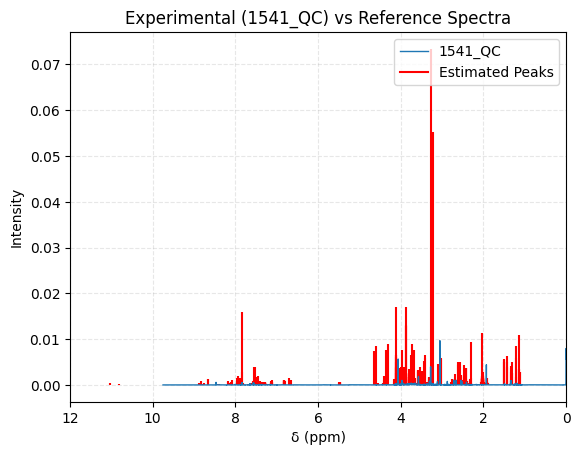 Experimental (1541_QC) vs Reference Spectra
1541_QC
Estimated Peaks
Intensity
0.07
0.06
0.05
0.04
0.03
0.02
0.01
0.00
12 10 8 6 4 2 0
δ (ppm)